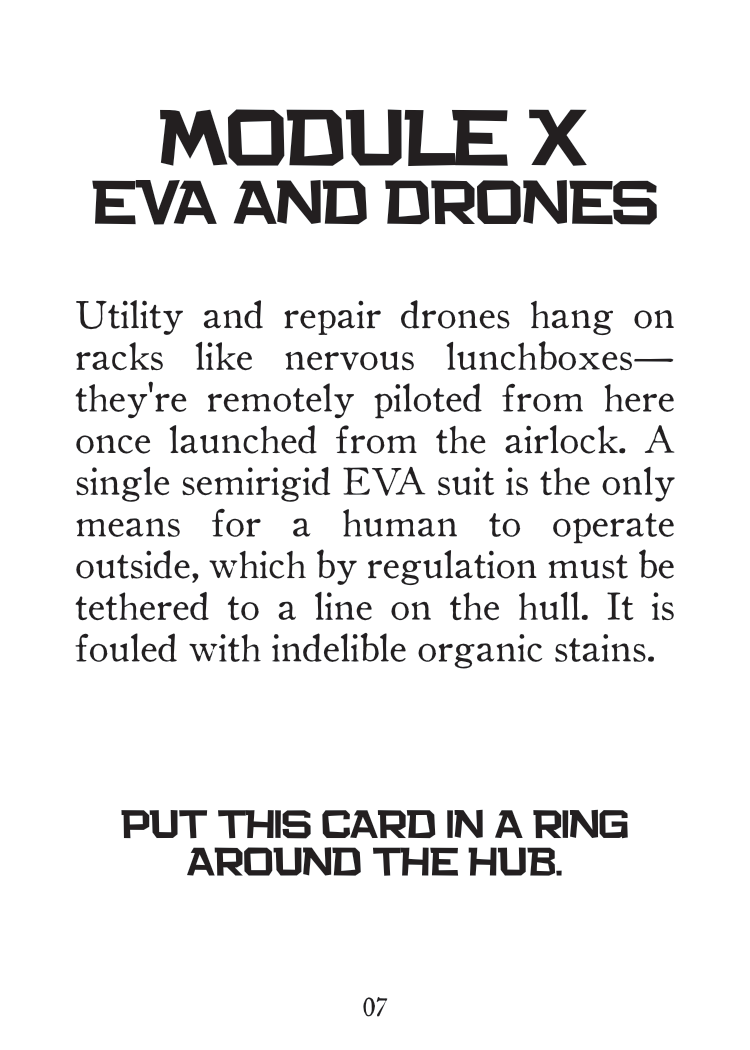 MODULE X
EVA AND DRONES
Utility and repair drones hang on
racks like nervous lunchboxes—
they're remotely piloted from here
once launched from the airlock. A
single semirigid EVA suit is the only
means for a human to operate
outside, which by regulation must be
tethered to a line on the hull. It is
fouled with indelible organic stains.
PUT THIS CARD IN A RING
AROUND THE HUB.
07